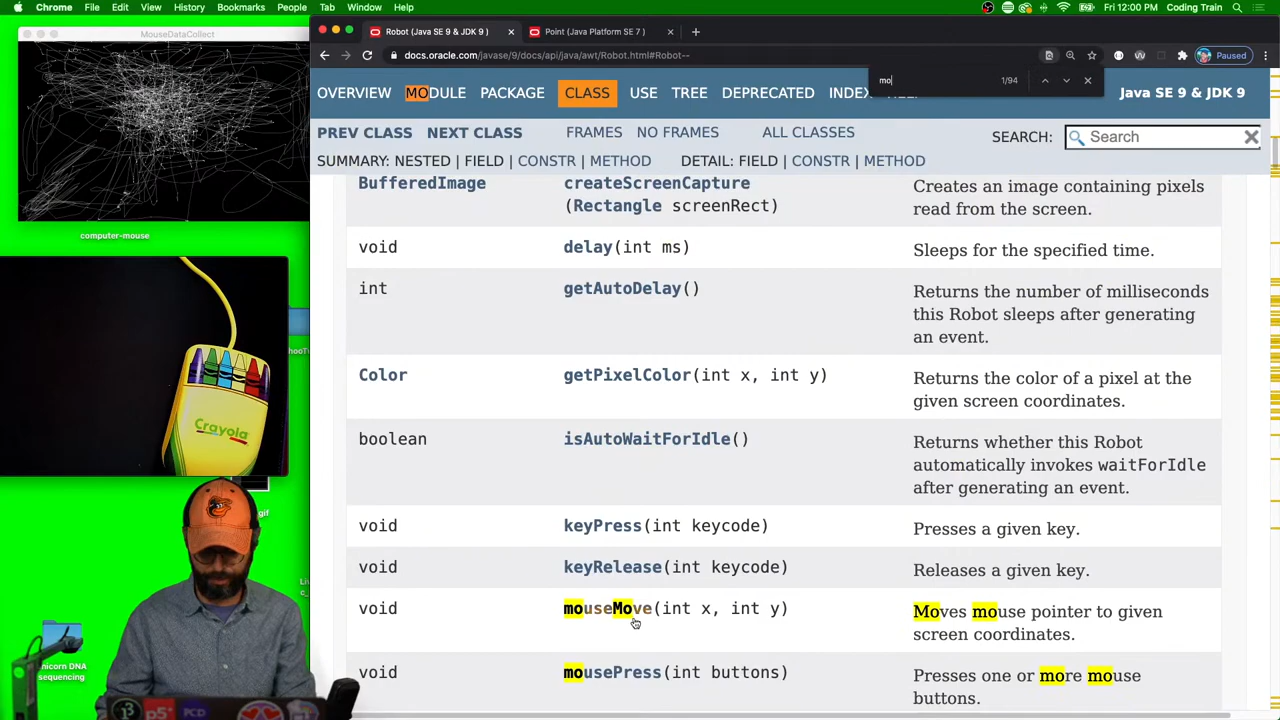 Chrome File Edit View History Bookmarks People Tab Window Help
Fri 12:00 PM Coding Train
MouseDataCollect
Robot (Java SE 9 & JDK 9 )
Point (Java Platform SE 7 )
docs.oracle.com/javase/9/docs/api/java/awt/Robot.html#Robot--
Paused
mo
1/94
OVERVIEW MODULE PACKAGE CLASS USE TREE DEPRECATED INDEX
Java SE 9 & JDK 9
PREV CLASS NEXT CLASS FRAMES NO FRAMES ALL CLASSES
SEARCH: Search
SUMMARY: NESTED | FIELD | CONSTR | METHOD DETAIL: FIELD | CONSTR | METHOD
BufferedImage
createScreenCapture
(Rectangle screenRect)
Creates an image containing pixels
read from the screen.
void
delay(int ms)
Sleeps for the specified time.
int
getAutoDelay()
Returns the number of milliseconds
this Robot sleeps after generating
an event.
Color
getPixelColor(int x, int y)
Returns the color of a pixel at the
given screen coordinates.
boolean
isAutoWaitForIdle()
Returns whether this Robot
automatically invokes waitForIdle
after generating an event.
void
keyPress(int keycode)
Presses a given key.
void
keyRelease(int keycode)
Releases a given key.
void
mouseMove(int x, int y)
Moves mouse pointer to given
screen coordinates.
void
mousePress(int buttons)
Presses one or more mouse
buttons.
computer-mouse
Crayola
gif
nicorn DNA
sequencing
p5*
PCD